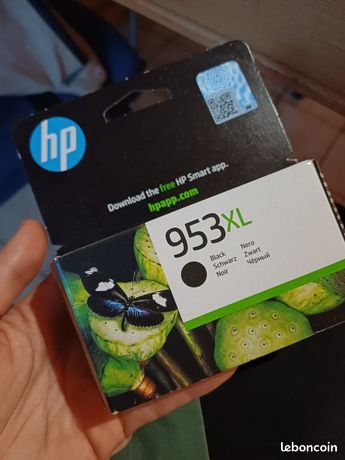 hp
Download the free HP Smart app.
hpapp.com
953XL
Black Nero
Schwarz Zwart
Noir Чёрный
leboncoin